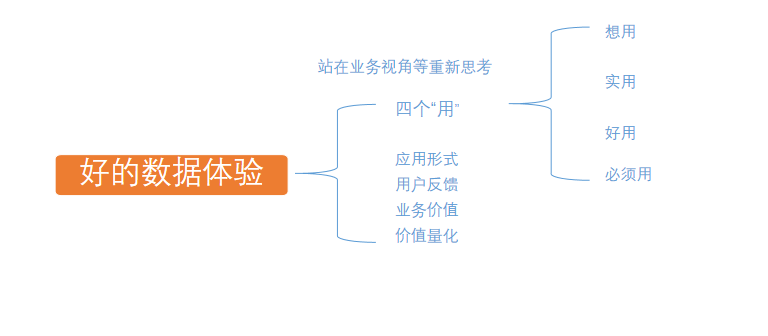 好的数据体验
站在业务视角等重新思考
四个“用”
应用形式
用户反馈
业务价值
价值量化
想用
实用
好用
必须用